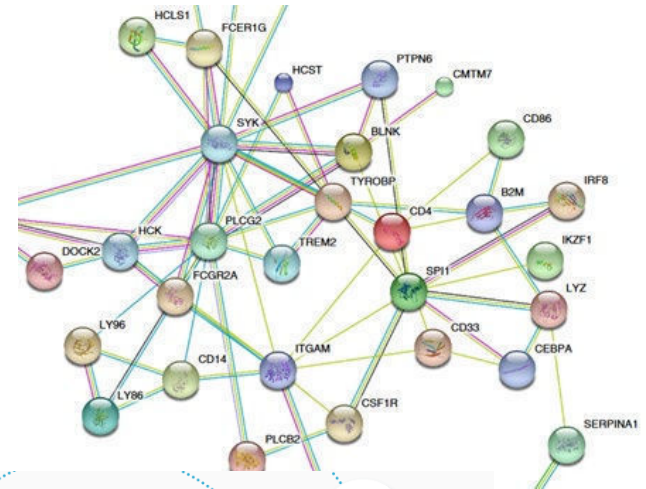 HCLS1
FCER1G
PTPN6
HCST
CMTM7
SYK
CD86
BLNK
TYROBP
IRF8
B2M
CD4
PLCG2
HCK
IKZF1
DOCK2
TREM2
SPI1
FCGR2A
LYZ
LY96
CD33
ITGAM
CEBPA
CD14
LY86
CSF1R
SERPINA1
PLCB2